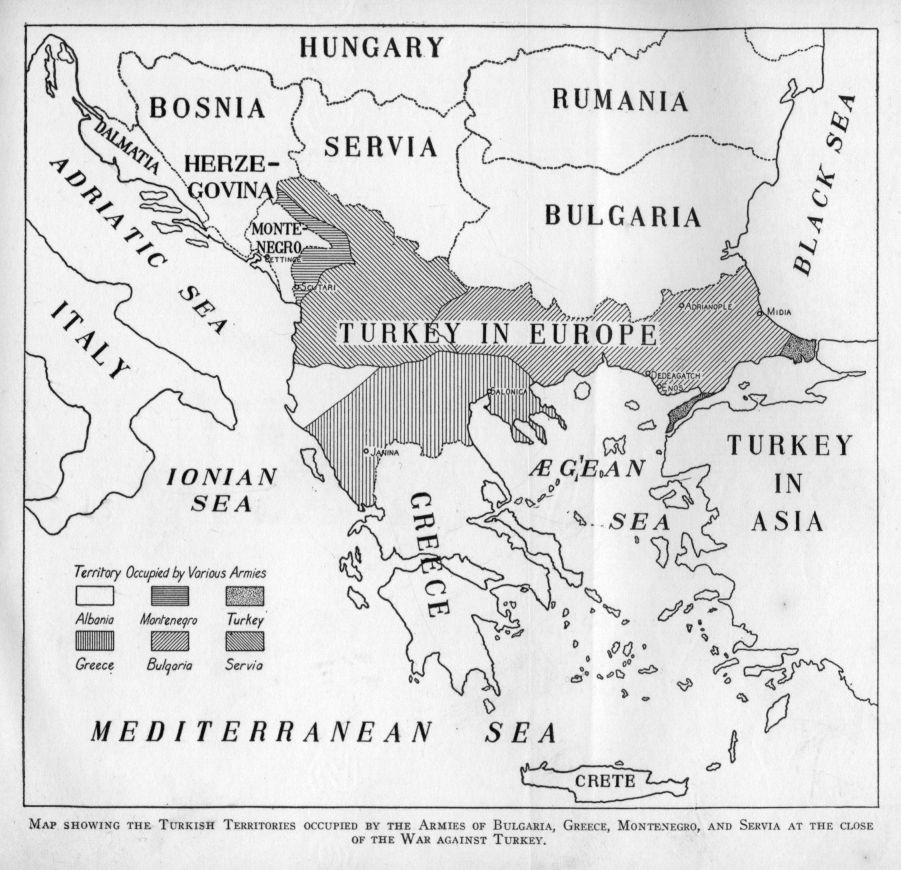 HUNGARY
BOSNIA
RUMANIA
DALMATIA
SERVIA
BLACK SEA
HERZE-
GOVINA
ADRIATIC SEA
BULGARIA
MONTE-
NEGRO
CETTINGE
SCUTARI
ADRIANOPLE
MIDIA
ITALY
TURKEY IN EUROPE
DEDEAGATCH
ENOS
SALONICA
JANINA
IONIAN
SEA
ÆGEAN
SEA
TURKEY
IN
ASIA
GREECE
Territory Occupied by Various Armies
Albania Montenegro Turkey
Greece Bulgaria Servia
MEDITERRANEAN SEA
CRETE
MAP SHOWING THE TURKISH TERRITORIES OCCUPIED BY THE ARMIES OF BULGARIA, GREECE, MONTENEGRO, AND SERVIA AT THE CLOSE
OF THE WAR AGAINST TURKEY.